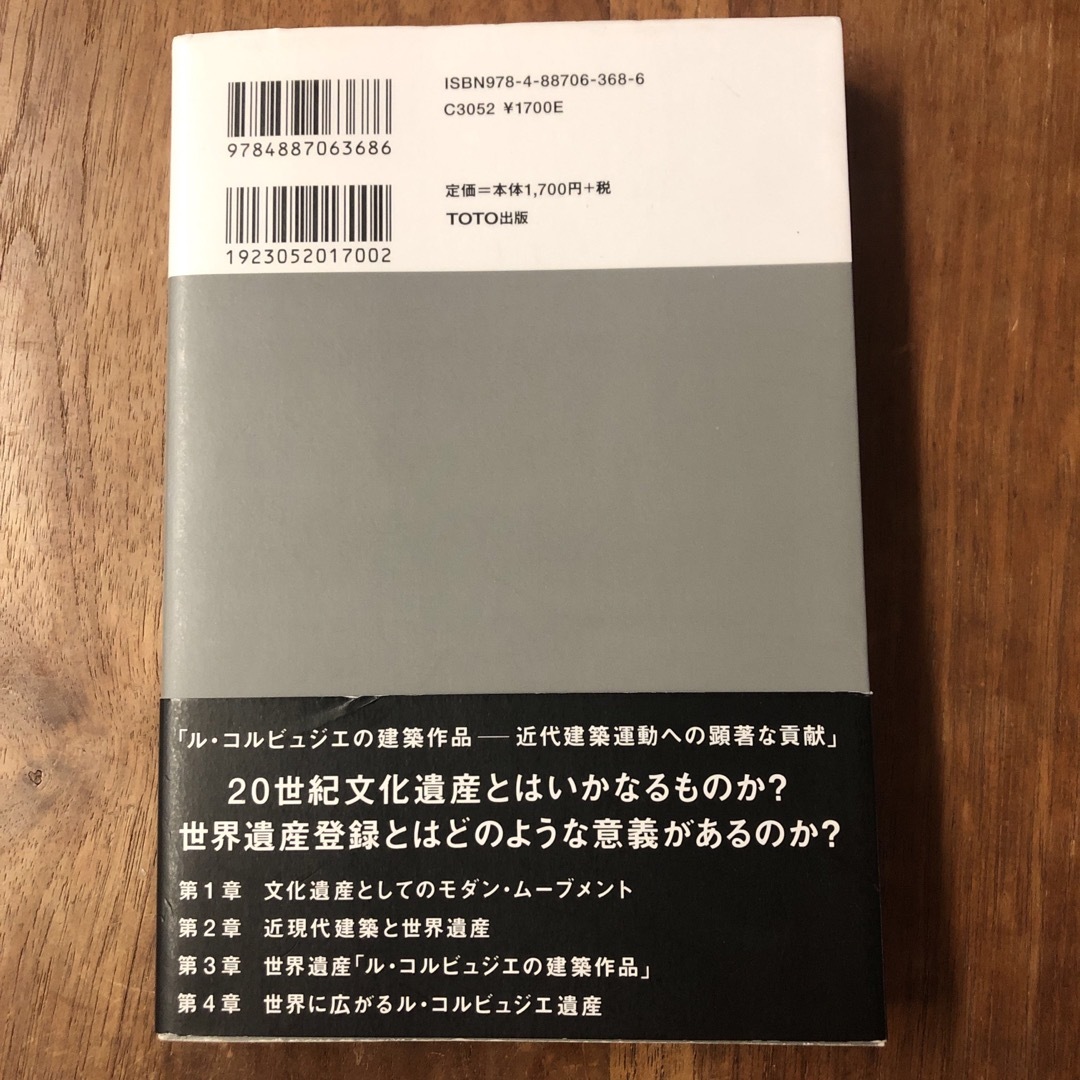 ISBN978-4-88706-368-6
C3052 ¥1700E
9784887063686
定価=本体1,700円+税
TOTO出版
1923052017002
「ル・コルビュジエの建築作品——近代建築運動への顕著な貢献」
20世紀文化遺産とはいかなるものか?
世界遺産登録とはどのような意義があるのか?
第1章 文化遺産としてのモダン・ムーブメント
第2章 近現代建築と世界遺産
第3章 世界遺産「ル・コルビュジエの建築作品」
第4章 世界に広がるル・コルビュジエ遺産